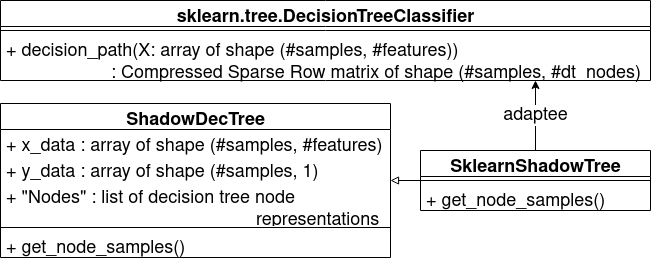 sklearn.tree.DecisionTreeClassifier
+ decision_path(X: array of shape (#samples, #features))
: Compressed Sparse Row matrix of shape (#samples, #dt_nodes)
adaptee
ShadowDecTree
+ x_data : array of shape (#samples, #features)
+ y_data : array of shape (#samples, 1)
+ "Nodes" : list of decision tree node
representations
+ get_node_samples()
SklearnShadowTree
+ get_node_samples()